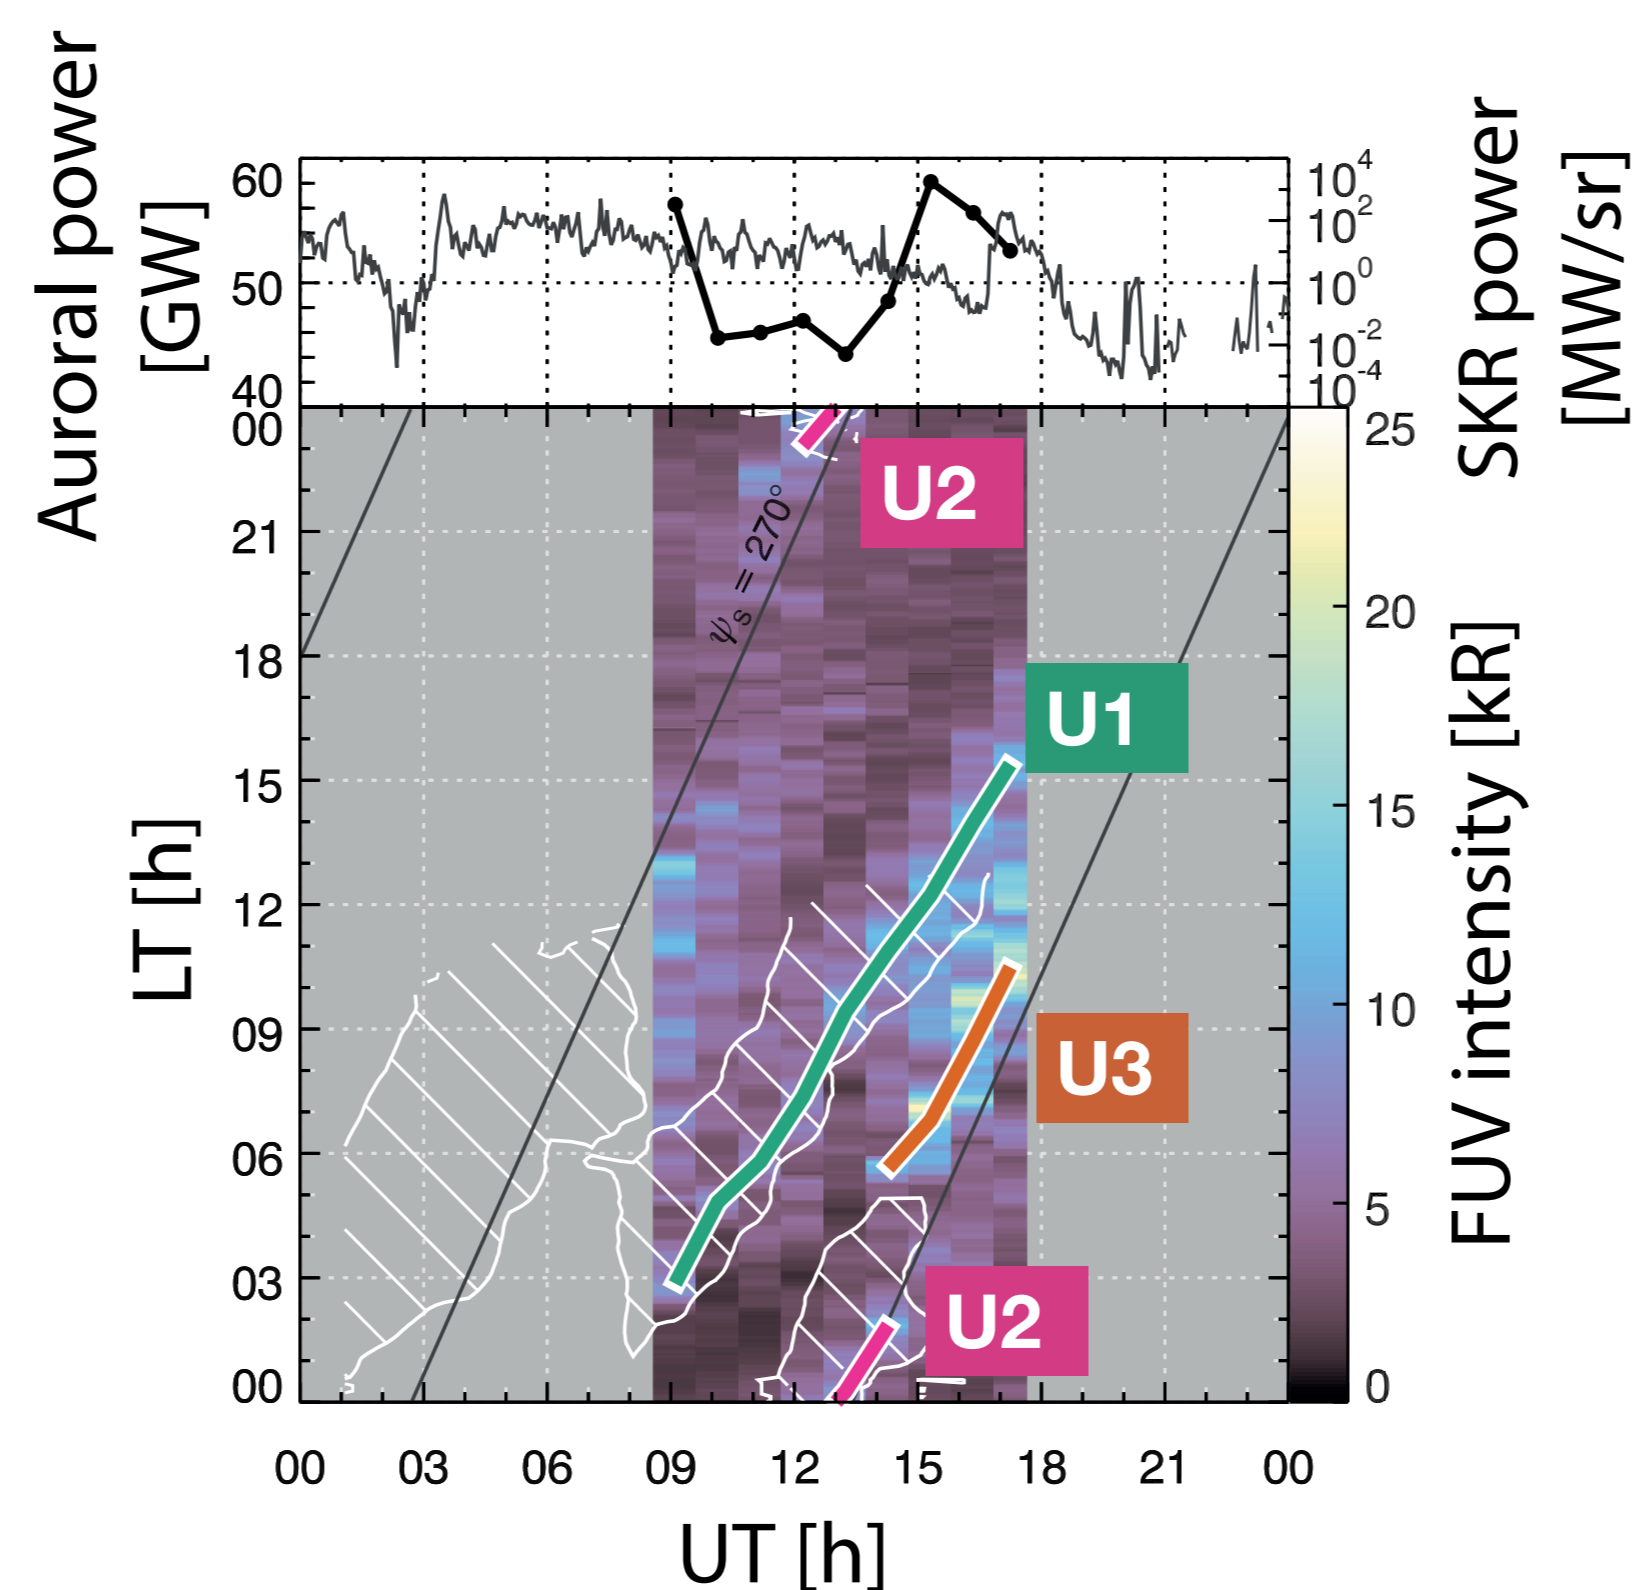 Auroral power
[GW]
60
50
40
10^4
10^2
10^0
10^-2
10^-4
SKR power
[MW/sr]
LT [h]
00
21
18
15
12
09
06
03
00
ψs = 270°
U2
U1
U3
U2
25
20
15
10
5
0
FUV intensity [kR]
00 03 06 09 12 15 18 21 00
UT [h]